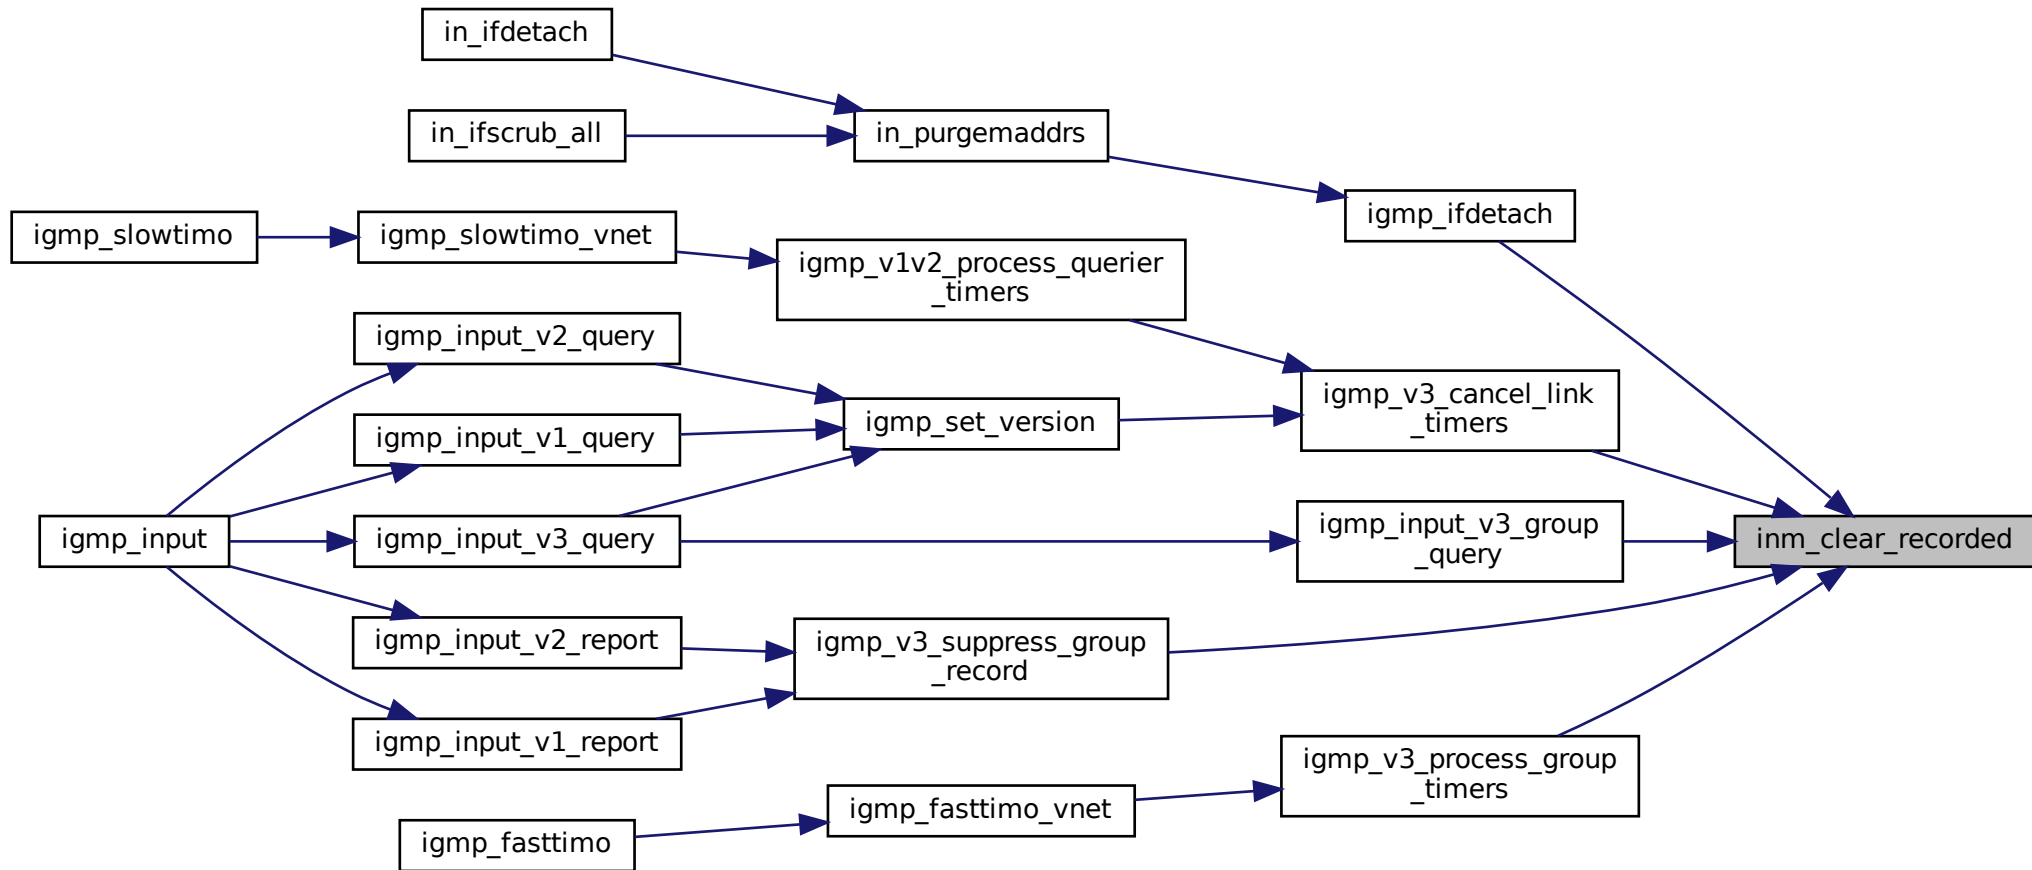 in_ifdetach
in_ifscrub_all
in_purgemaddrs
igmp_ifdetach
igmp_slowtimo
igmp_slowtimo_vnet
igmp_v1v2_process_querier
_timers
igmp_input_v2_query
igmp_v3_cancel_link
_timers
igmp_set_version
igmp_input_v1_query
igmp_input
igmp_input_v3_query
igmp_input_v3_group
_query
inm_clear_recorded
igmp_input_v2_report
igmp_v3_suppress_group
_record
igmp_input_v1_report
igmp_v3_process_group
_timers
igmp_fasttimo_vnet
igmp_fasttimo